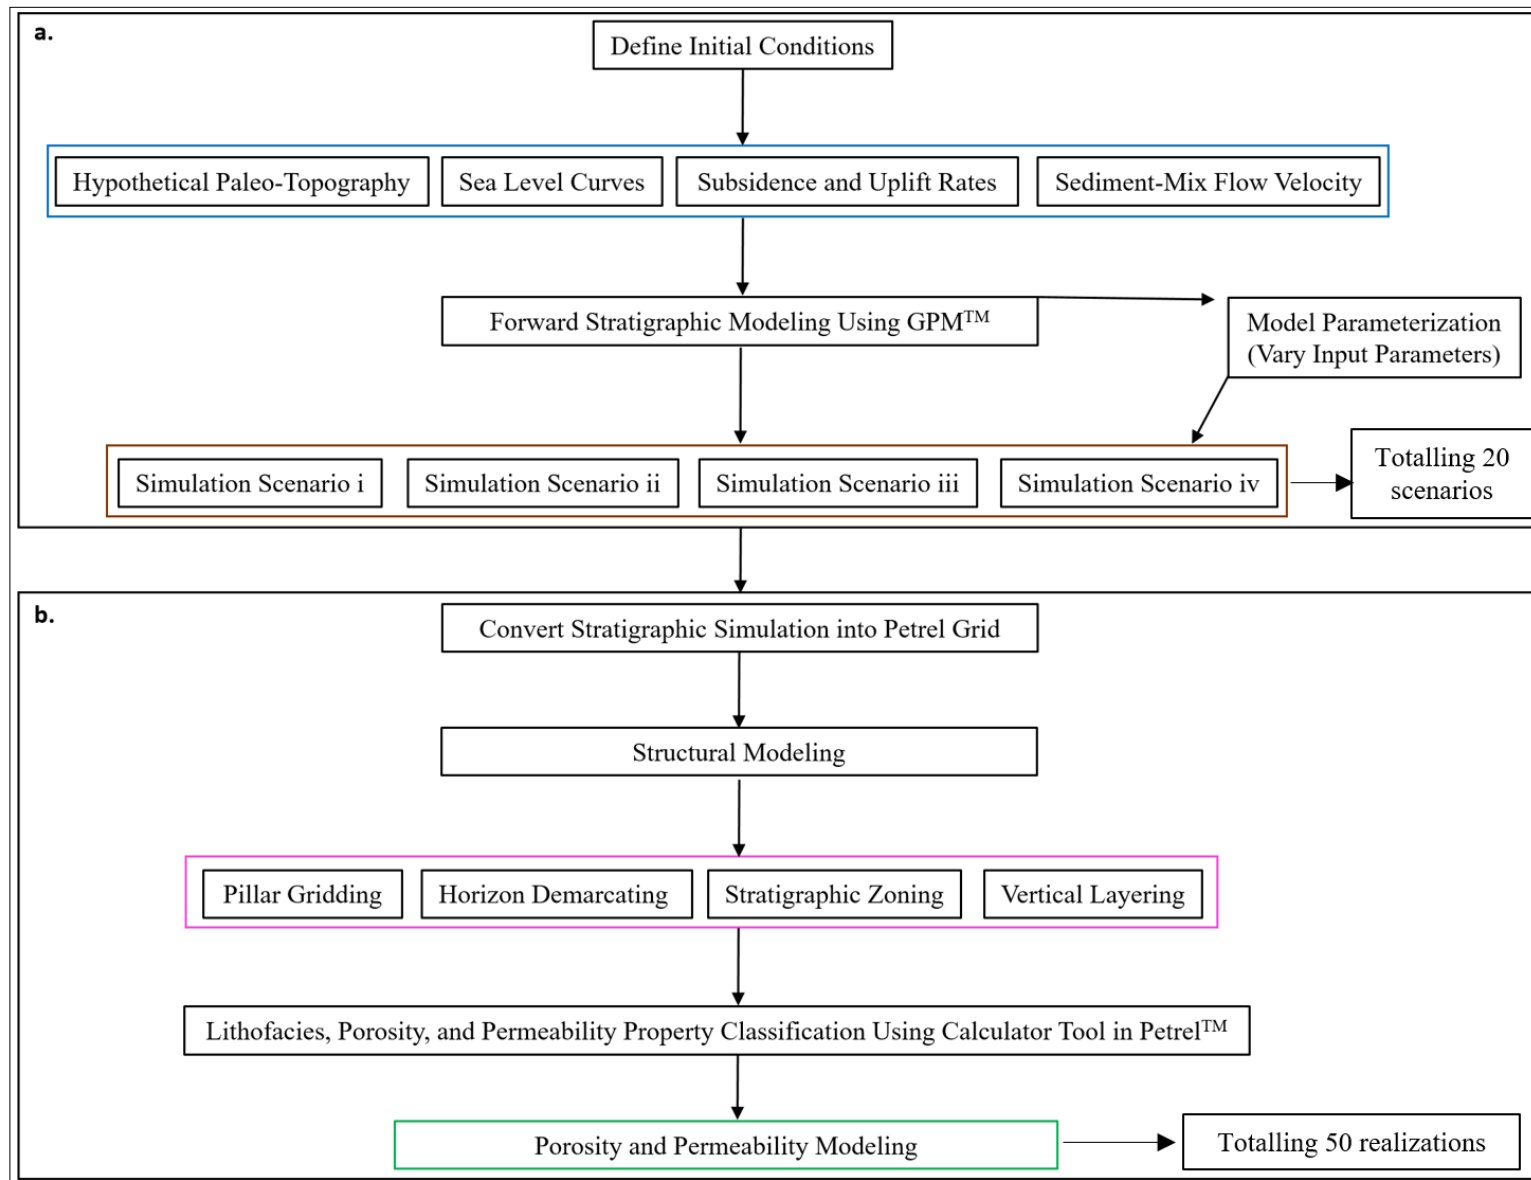 a.
Define Initial Conditions
Hypothetical Paleo-Topography
Sea Level Curves
Subsidence and Uplift Rates
Sediment-Mix Flow Velocity
Forward Stratigraphic Modeling Using GPM™
Model Parameterization
(Vary Input Parameters)
Simulation Scenario i
Simulation Scenario ii
Simulation Scenario iii
Simulation Scenario iv
Totalling 20
scenarios
b.
Convert Stratigraphic Simulation into Petrel Grid
Structural Modeling
Pillar Gridding
Horizon Demarcating
Stratigraphic Zoning
Vertical Layering
Lithofacies, Porosity, and Permeability Property Classification Using Calculator Tool in Petrel™
Porosity and Permeability Modeling
Totalling 50 realizations